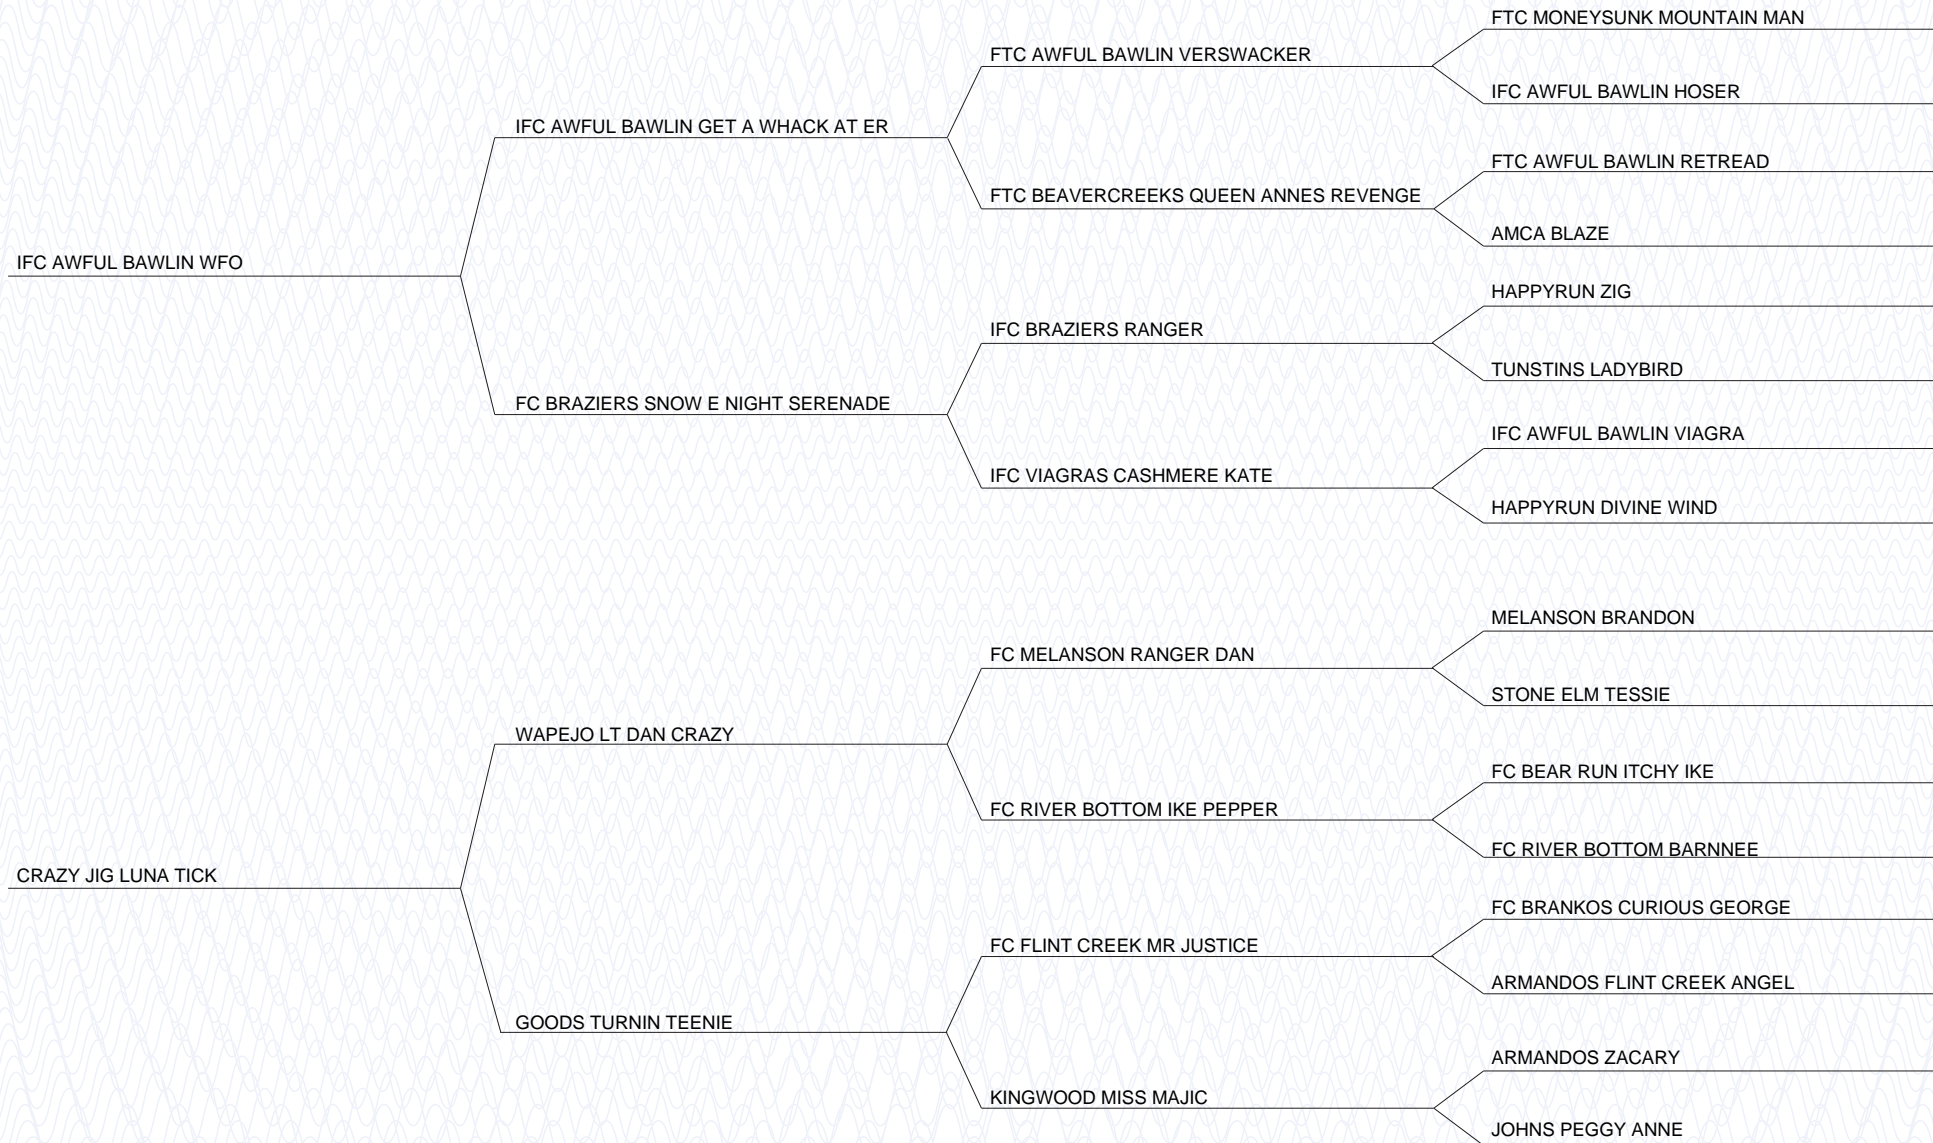 FTC MONEYSUNK MOUNTAIN MAN
FTC AWFUL BAWLIN VERSWACKER
IFC AWFUL BAWLIN HOSER
IFC AWFUL BAWLIN GET A WHACK AT ER
FTC AWFUL BAWLIN RETREAD
FTC BEAVERCREEKS QUEEN ANNES REVENGE
AMCA BLAZE
IFC AWFUL BAWLIN WFO
HAPPYRUN ZIG
IFC BRAZIERS RANGER
TUNSTINS LADYBIRD
FC BRAZIERS SNOW E NIGHT SERENADE
IFC AWFUL BAWLIN VIAGRA
IFC VIAGRAS CASHMERE KATE
HAPPYRUN DIVINE WIND
MELANSON BRANDON
FC MELANSON RANGER DAN
STONE ELM TESSIE
WAPEJO LT DAN CRAZY
FC BEAR RUN ITCHY IKE
FC RIVER BOTTOM IKE PEPPER
FC RIVER BOTTOM BARNNEE
CRAZY JIG LUNA TICK
FC BRANKOS CURIOUS GEORGE
FC FLINT CREEK MR JUSTICE
ARMANDOS FLINT CREEK ANGEL
GOODS TURNIN TEENIE
ARMANDOS ZACARY
KINGWOOD MISS MAJIC
JOHNS PEGGY ANNE